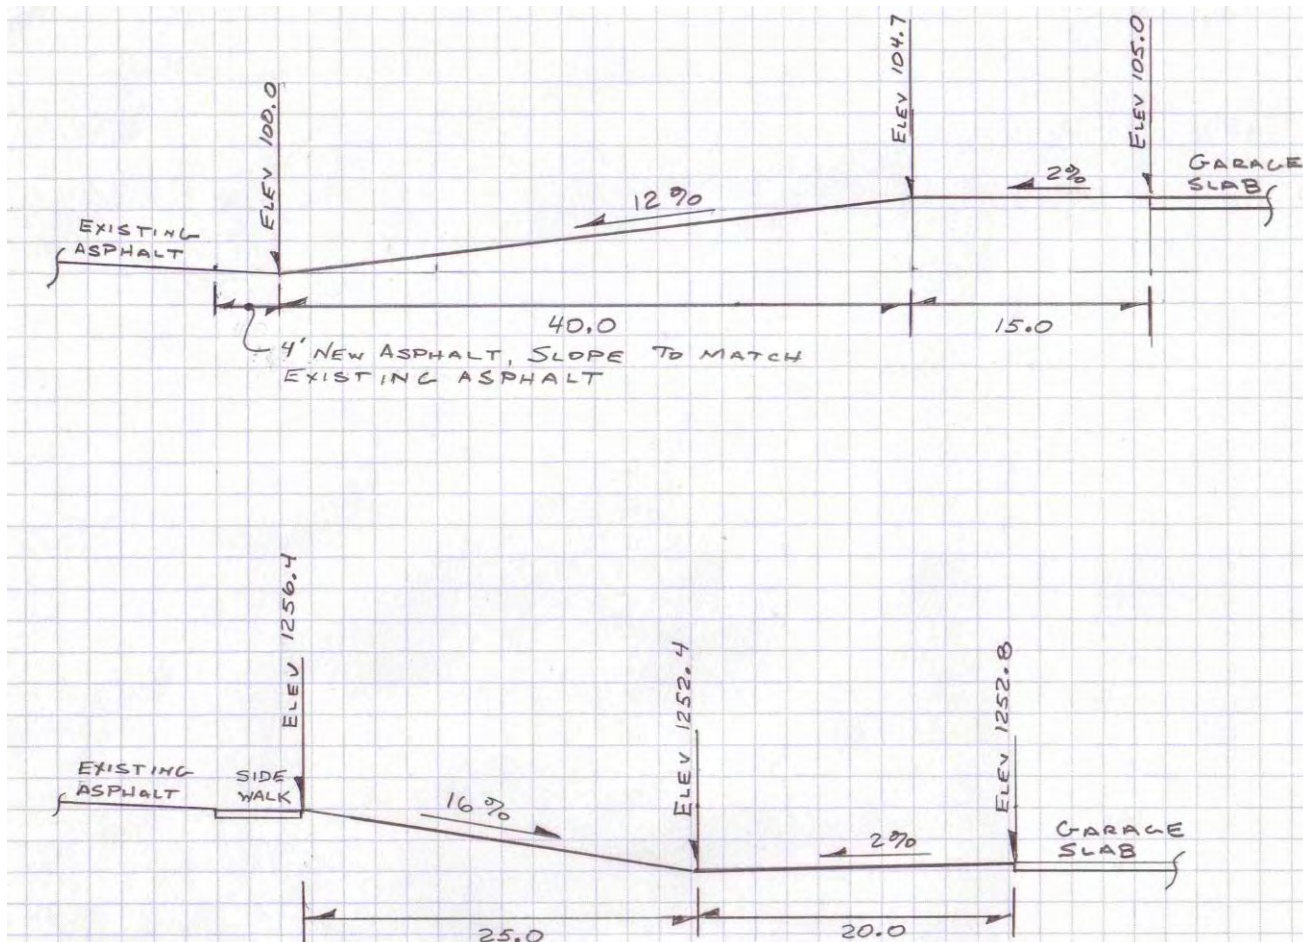 ELEV 100.0
ELEV 104.7
ELEV 105.0
GARAGE
SLAB
2%
12%
EXISTING
ASPHALT
40.0
15.0
4' NEW ASPHALT, SLOPE TO MATCH
EXISTING ASPHALT
ELEV 1256.4
ELEV 1252.4
ELEV 1252.8
EXISTING
ASPHALT
SIDE
WALK
16%
2%
GARAGE
SLAB
25.0
20.0